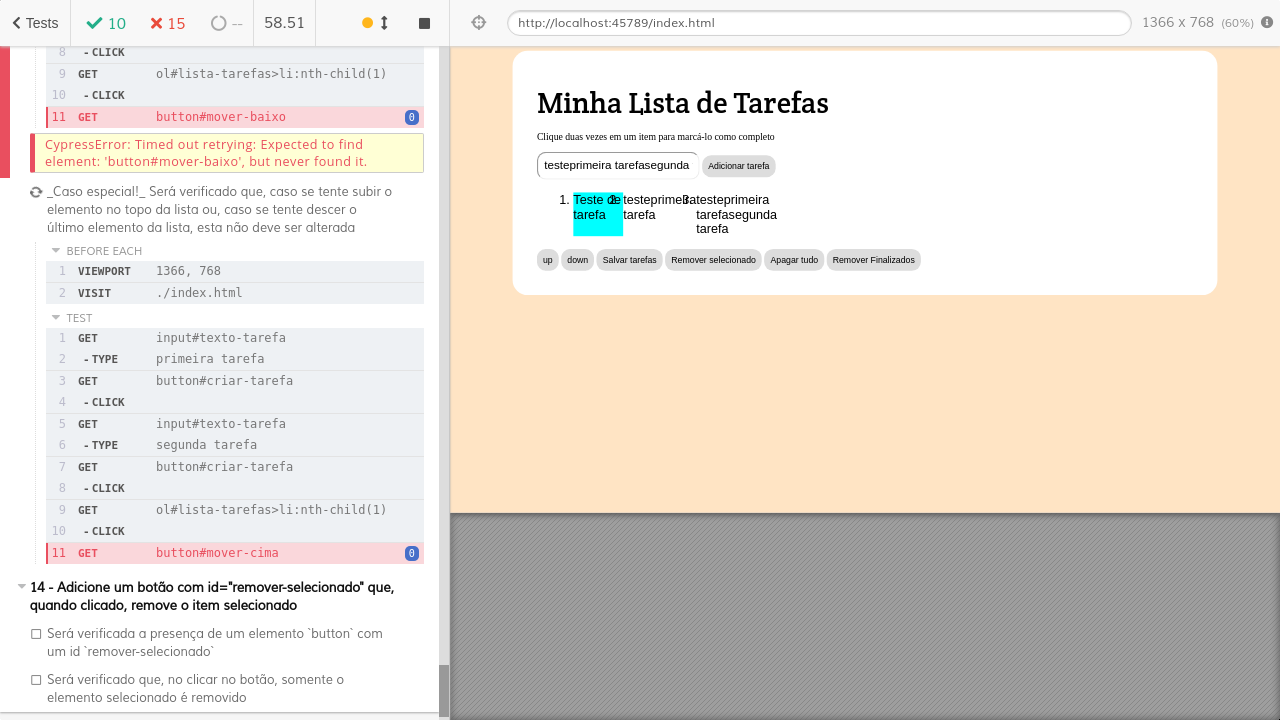 Tests
10
15
--
58.51
http://localhost:45789/index.html
1366 x 768 (60%)
8 - CLICK
9 GET ol#lista-tarefas>li:nth-child(1)
10 - CLICK
11 GET button#mover-baixo 0
CypressError: Timed out retrying: Expected to find
element: 'button#mover-baixo', but never found it.
_Caso especial!_ Será verificado que, caso se tente subir o
elemento no topo da lista ou, caso se tente descer o
último elemento da lista, esta não deve ser alterada
BEFORE EACH
1 VIEWPORT 1366, 768
2 VISIT ./index.html
TEST
1 GET input#texto-tarefa
2 - TYPE primeira tarefa
3 GET button#criar-tarefa
4 - CLICK
5 GET input#texto-tarefa
6 - TYPE segunda tarefa
7 GET button#criar-tarefa
8 - CLICK
9 GET ol#lista-tarefas>li:nth-child(1)
10 - CLICK
11 GET button#mover-cima 0
14 - Adicione um botão com id="remover-selecionado" que,
quando clicado, remove o item selecionado
Será verificada a presença de um elemento `button` com
um id `remover-selecionado`
Será verificado que, no clicar no botão, somente o
elemento selecionado é removido
Minha Lista de Tarefas
Clique duas vezes em um item para marcá-lo como completo
testeprimeira tarefasegunda
Adicionar tarefa
1. Teste de
tarefa
2. testeprimeira
tarefa
3. testeprimeira
tarefasegunda
tarefa
up
down
Salvar tarefas
Remover selecionado
Apagar tudo
Remover Finalizados